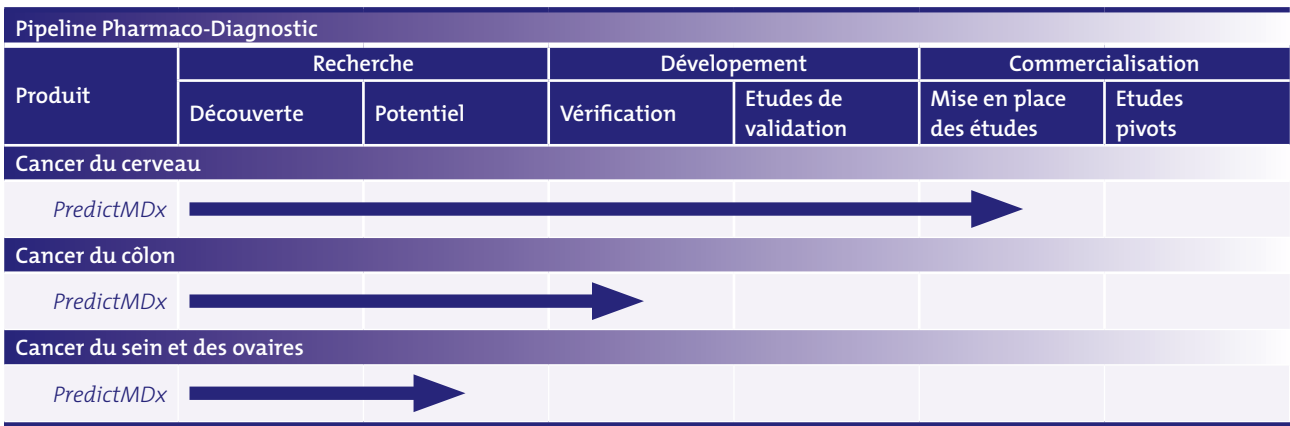 Pipeline Pharmaco-Diagnostic
Produit
Recherche
Dévelopement
Commercialisation
Découverte
Potentiel
Vérification
Etudes de
validation
Mise en place
des études
Etudes
pivots
Cancer du cerveau
PredictMDx
Cancer du côlon
PredictMDx
Cancer du sein et des ovaires
PredictMDx